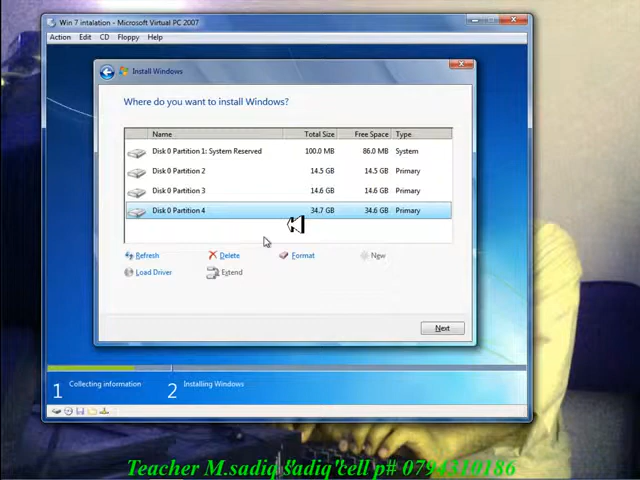 Win 7 intalation - Microsoft Virtual PC 2007
Action Edit CD Floppy Help
Install Windows
Where do you want to install Windows?
Name Total Size Free Space Type
Disk 0 Partition 1: System Reserved 100.0 MB 86.0 MB System
Disk 0 Partition 2 14.5 GB 14.5 GB Primary
Disk 0 Partition 3 14.6 GB 14.6 GB Primary
Disk 0 Partition 4 34.7 GB 34.6 GB Primary
Refresh Delete Format New
Load Driver Extend
Next
1 Collecting information 2 Installing Windows
Teacher M.sadiq"sadiq"cell p# 0794310186